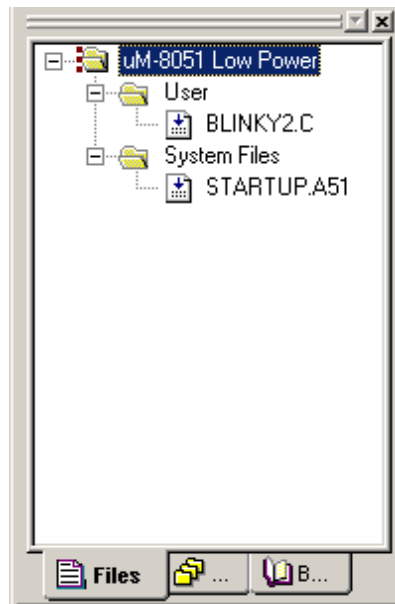 uM-8051 Low Power
User
BLINKY2.C
System Files
STARTUP.A51
Files ... B...